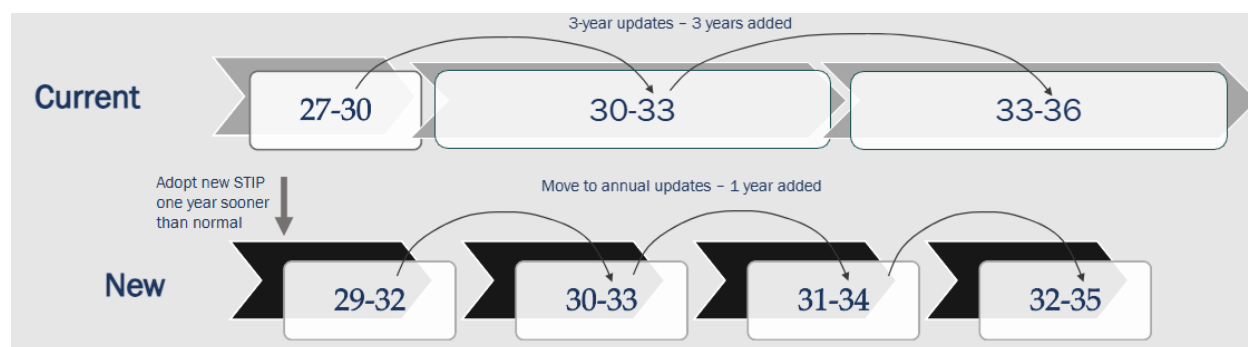 3-year updates – 3 years added
Current
27-30
30-33
33-36
Adopt new STIP
one year sooner
than normal
Move to annual updates – 1 year added
New
29-32
30-33
31-34
32-35